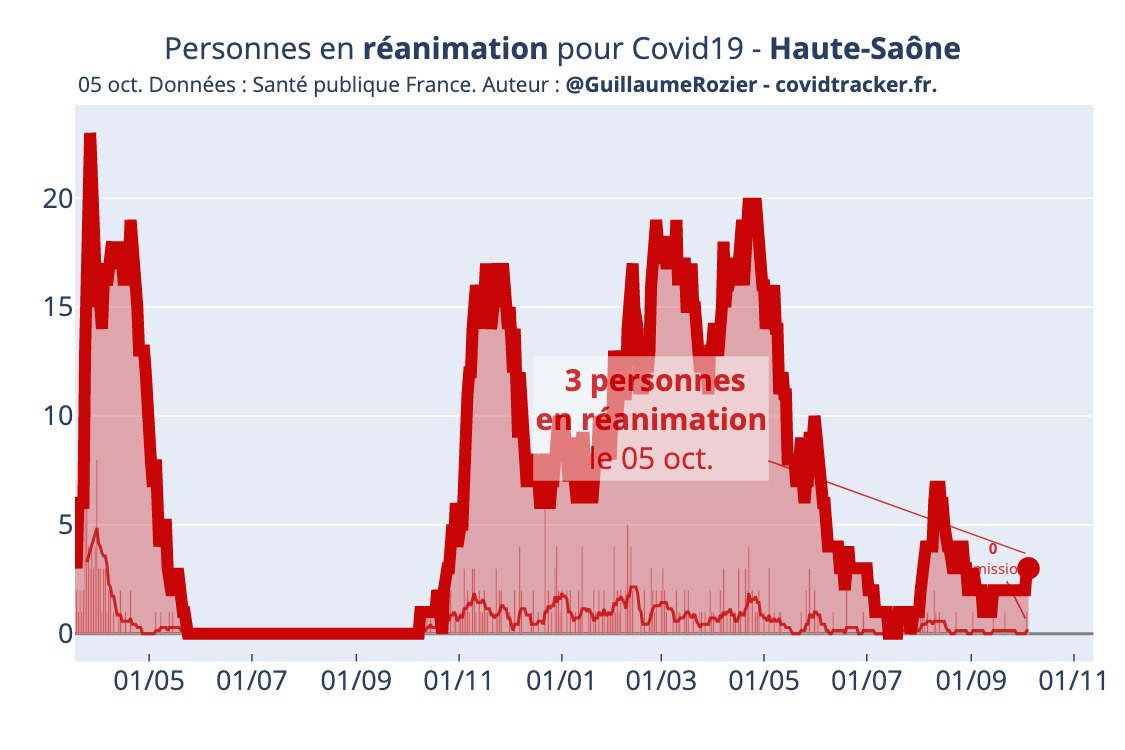 Personnes en réanimation pour Covid19 - Haute-Saône
05 oct. Données : Santé publique France. Auteur : @GuillaumeRozier - covidtracker.fr.
20
15
10
5
0
3 personnes
en réanimation
le 05 oct.
0
01/05 01/07 01/09 01/11 01/01 01/03 01/05 01/07 01/09 01/11